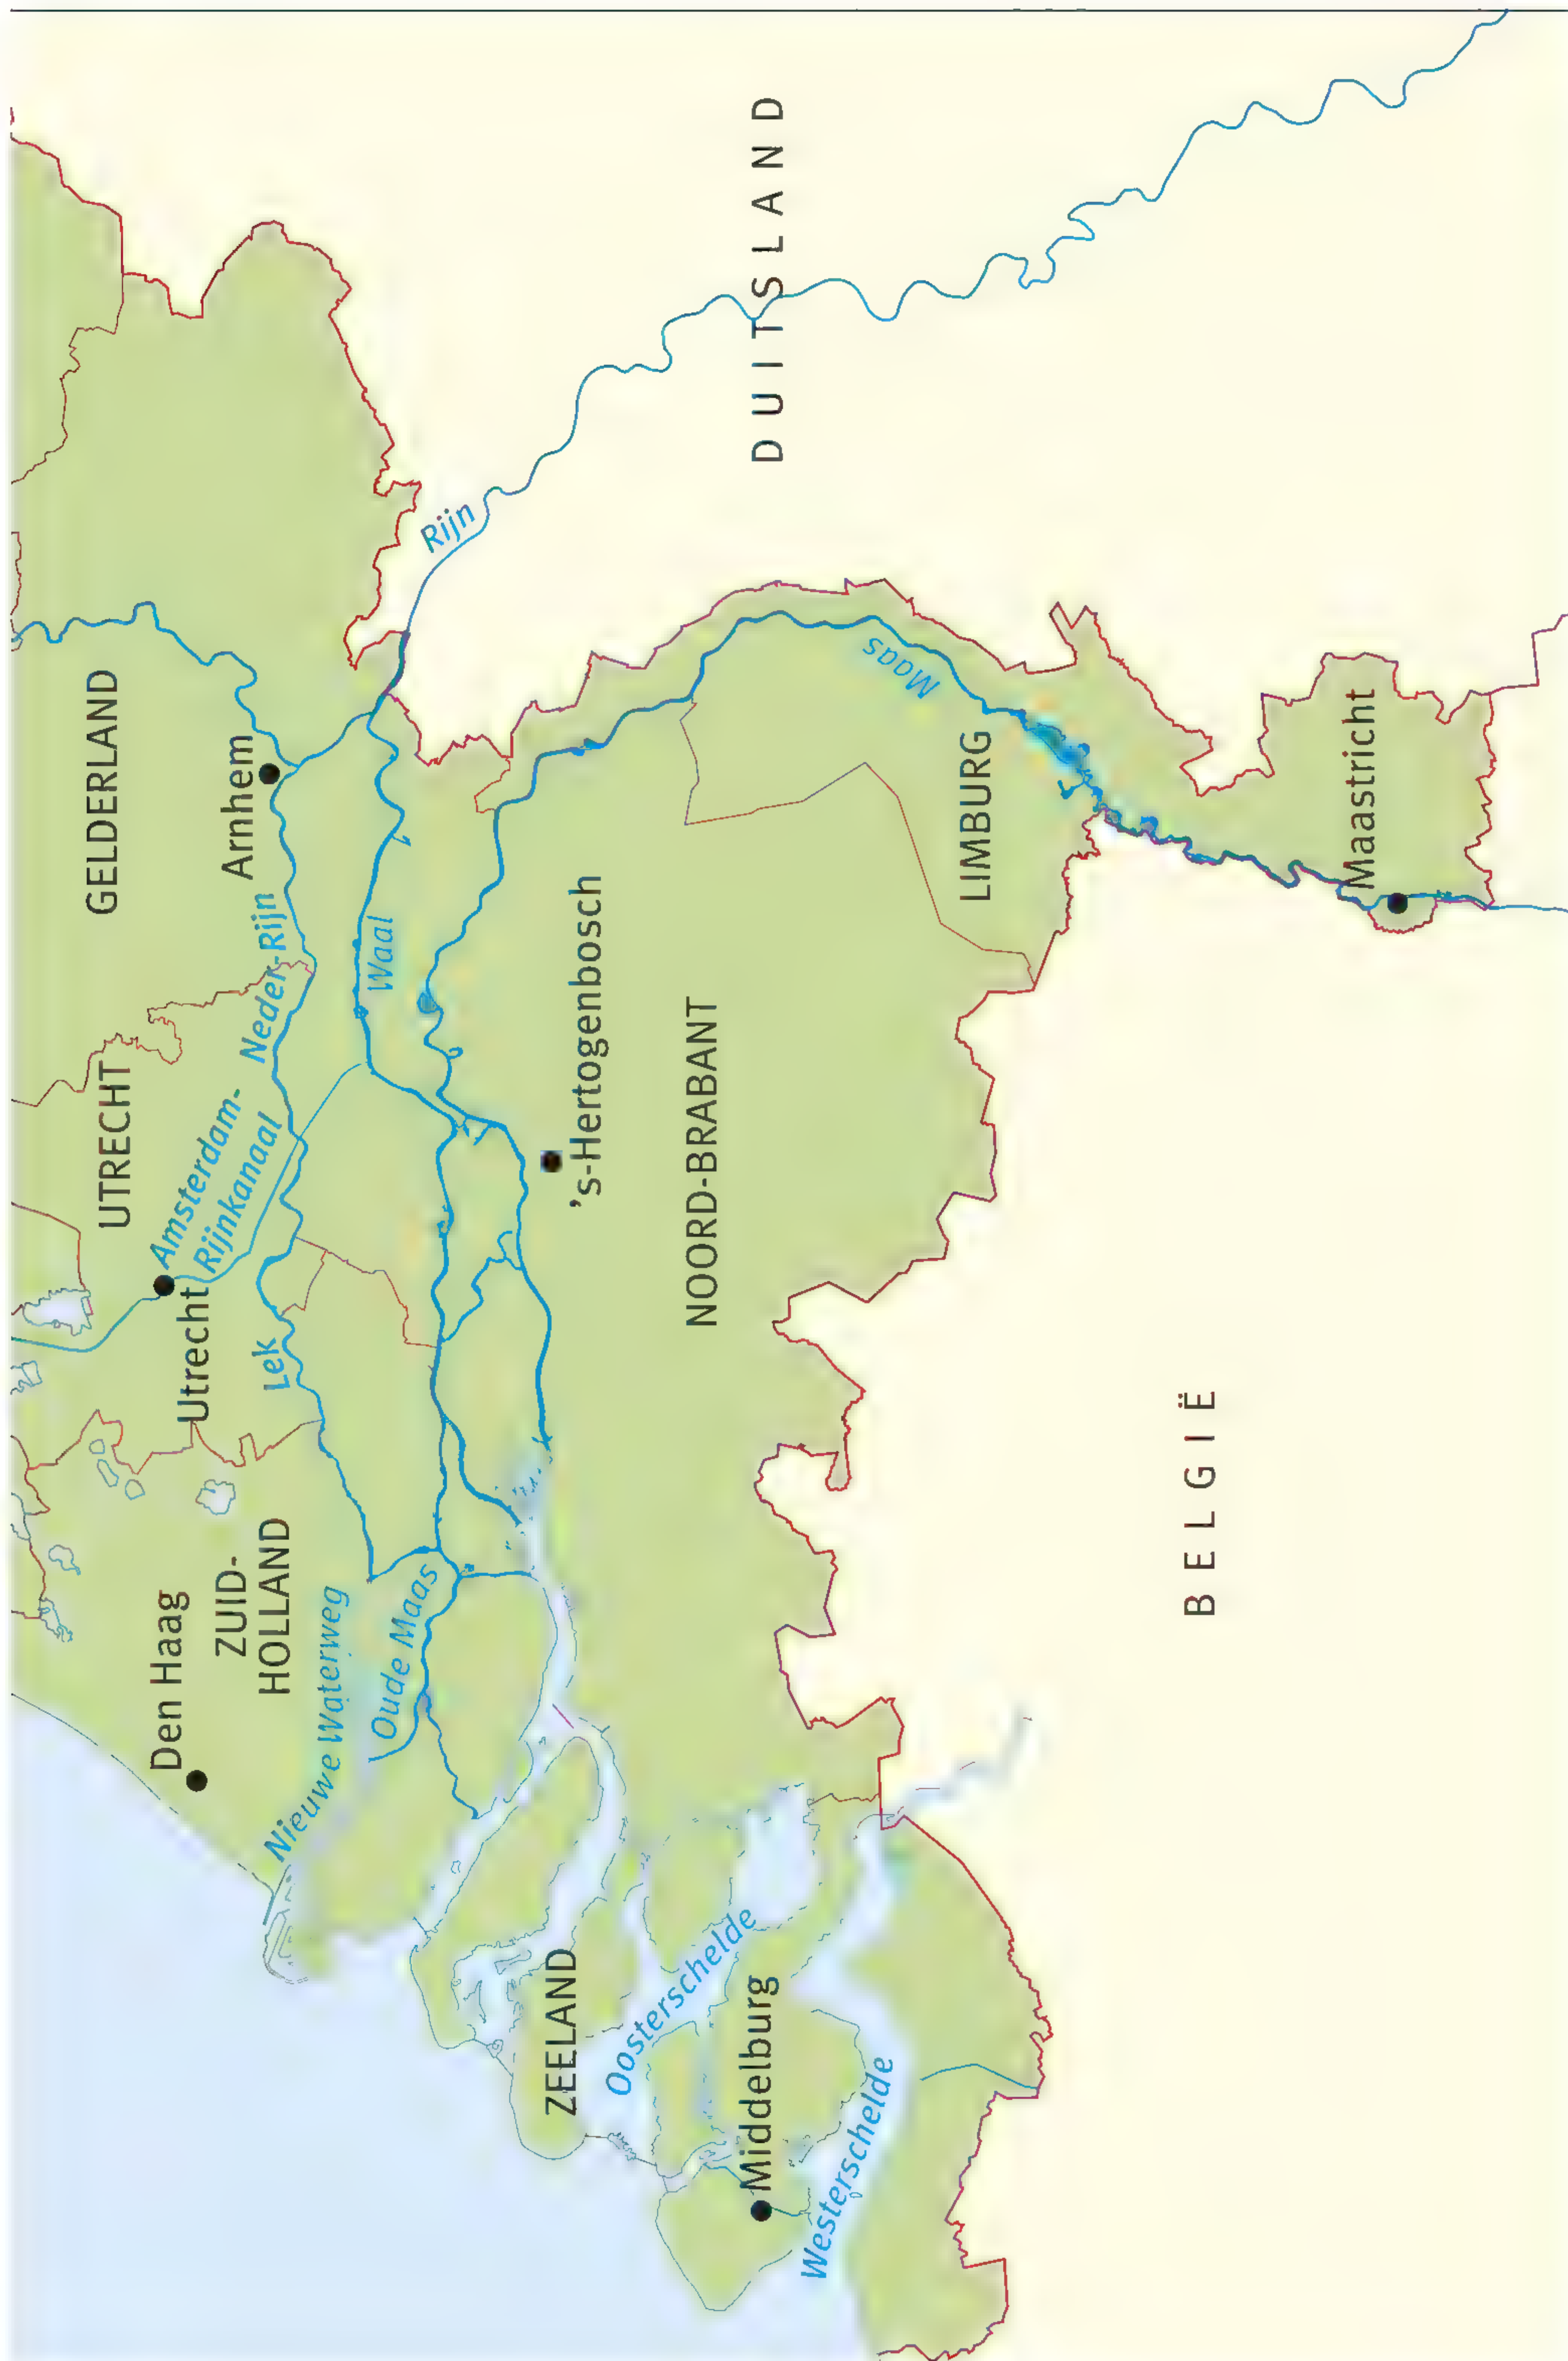 GELDERLAND
UTRECHT
Arnhem
Amsterdam-
Rijnkanaal
Utrecht
Neder-Rijn
Lek
Den Haag
ZUID-
HOLLAND
Nieuwe Waterweg
Oude Maas
Waal
Rijn
's-Hertogenbosch
NOORD-BRABANT
ZEELAND
Oosterschelde
Middelburg
Westerschelde
DUITSLAND
Maas
LIMBURG
Maastricht
BELGIË